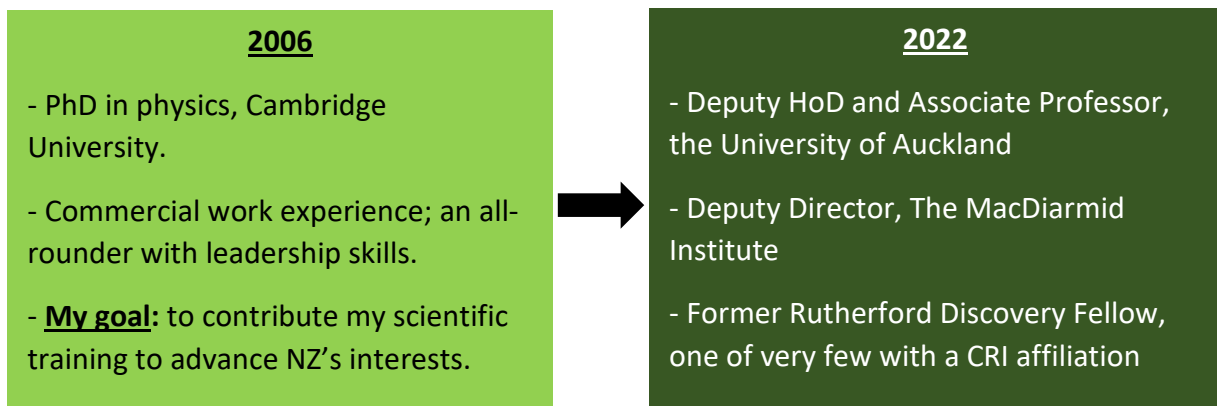 2006
- PhD in physics, Cambridge
University.
- Commercial work experience; an all-
rounder with leadership skills.
- My goal: to contribute my scientific
training to advance NZ’s interests.
2022
- Deputy HoD and Associate Professor,
the University of Auckland
- Deputy Director, The MacDiarmid
Institute
- Former Rutherford Discovery Fellow,
one of very few with a CRI affiliation